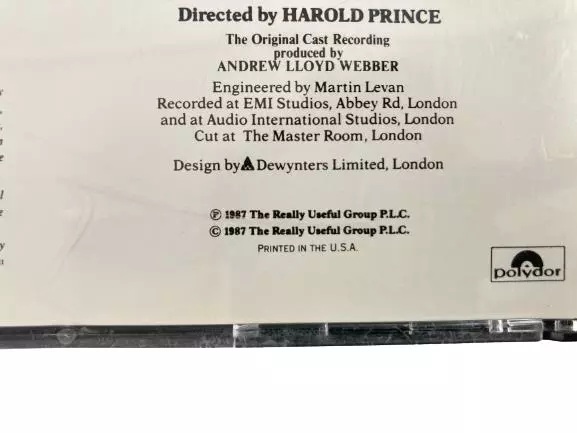 Directed by HAROLD PRINCE
The Original Cast Recording
produced by
ANDREW LLOYD WEBBER
Engineered by Martin Levan
Recorded at EMI Studios, Abbey Rd, London
and at Audio International Studios, London
Cut at The Master Room, London
Design by Dewynters Limited, London
℗ 1987 The Really Useful Group P.L.C.
© 1987 The Really Useful Group P.L.C.
PRINTED IN THE U.S.A.
polydor